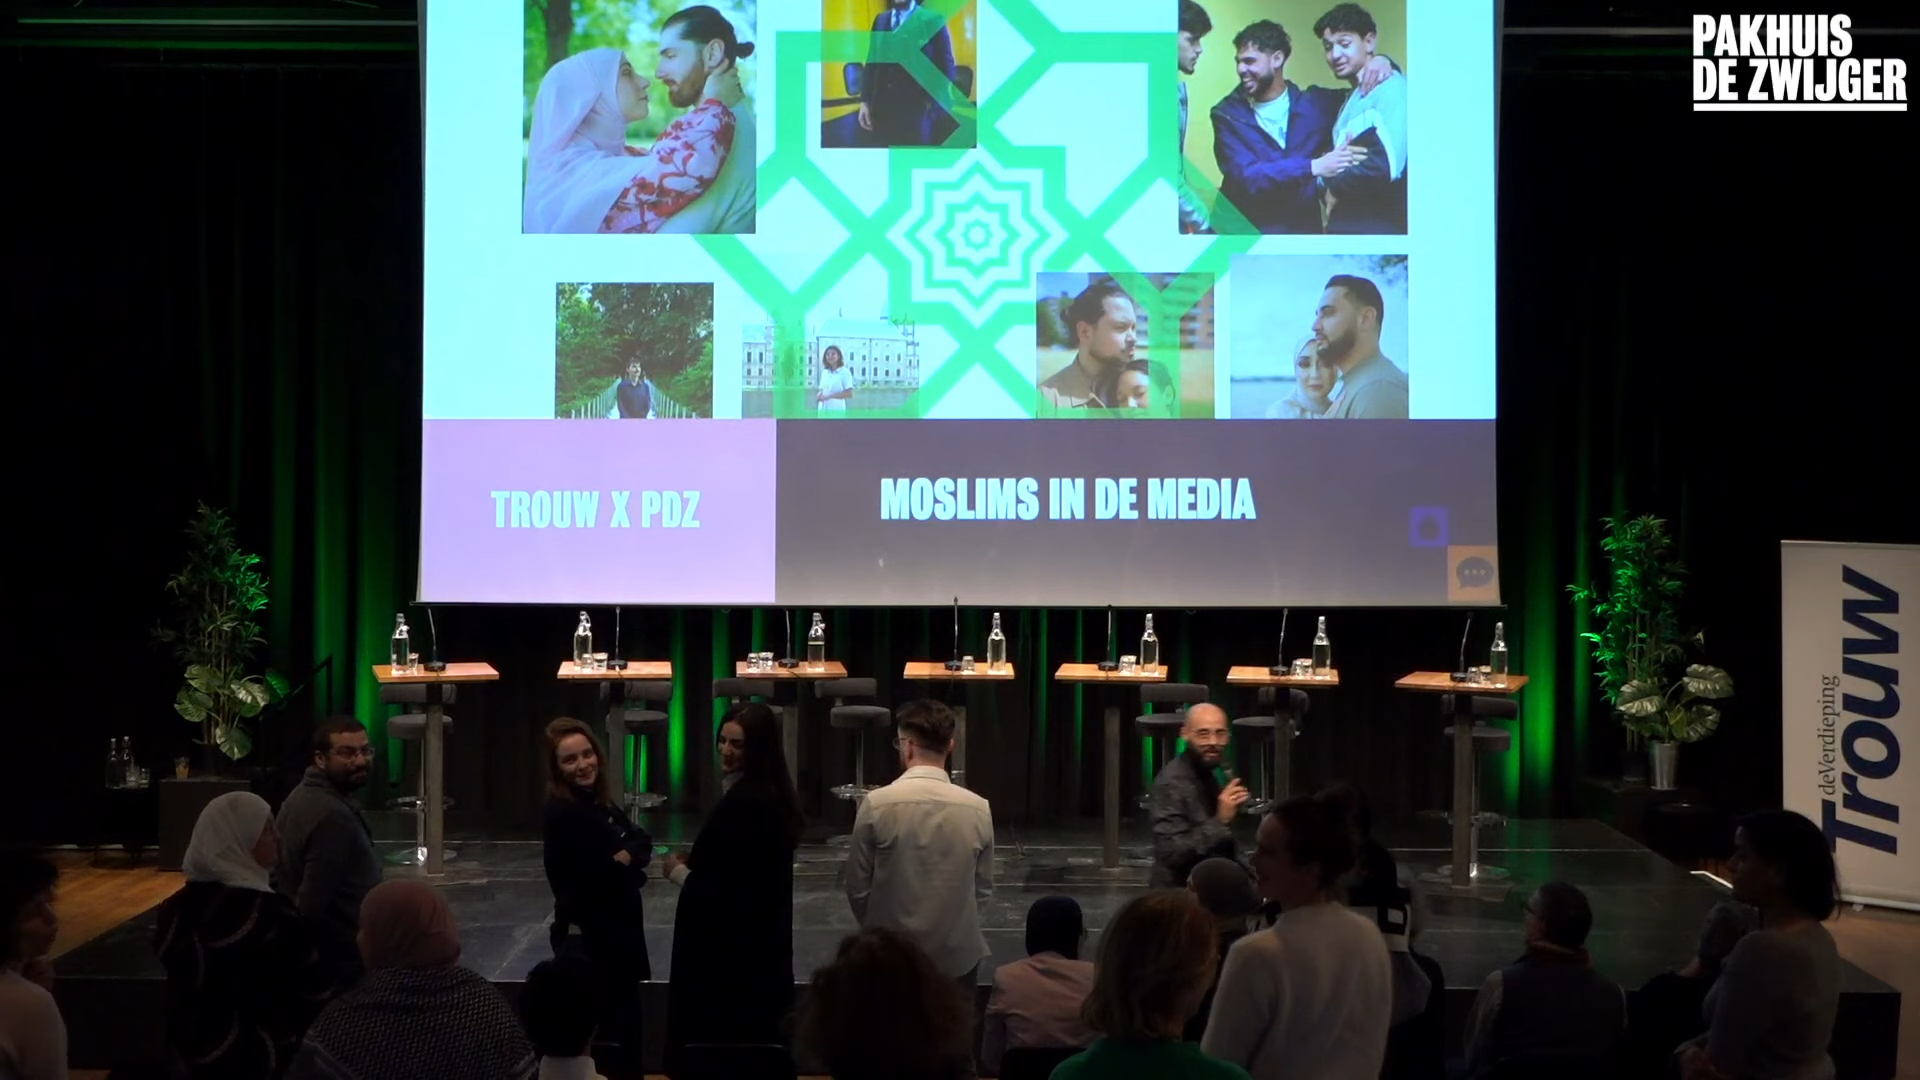 PAKHUIS
DE ZWIJGER
TROUW X PDZ
MOSLIMS IN DE MEDIA
deVerdieping
Trouw